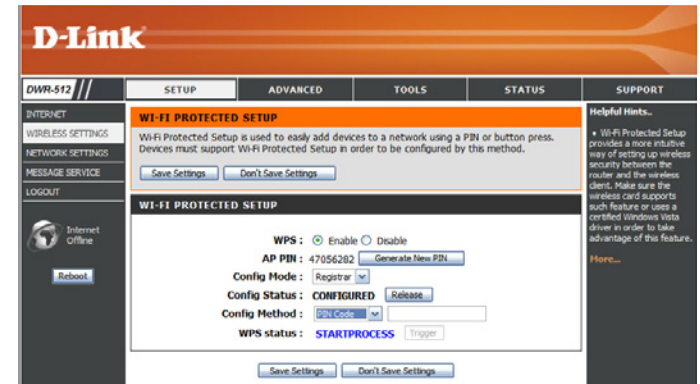 D-Link
DWR-512 // SETUP ADVANCED TOOLS STATUS SUPPORT
INTERNET
WIRELESS SETTINGS
NETWORK SETTINGS
MESSAGE SERVICE
LOGOUT
Internet
Offline
Reboot
WI-FI PROTECTED SETUP
Wi-Fi Protected Setup is used to easily add devices to a network using a PIN or button press.
Devices must support Wi-Fi Protected Setup in order to be configured by this method.
Save Settings Don't Save Settings
WI-FI PROTECTED SETUP
WPS : Enable Disable
AP PIN : 47056282 Generate New PIN
Config Mode : Registrar
Config Status : CONFIGURED Release
Config Method : PIN Code
WPS status : STARTPROCESS Trigger
Save Settings Don't Save Settings
Helpful Hints..
• Wi-Fi Protected Setup
provides a more intuitive
way of setting up wireless
security between the
router and the wireless
client. Make sure the
wireless card supports
such feature or uses a
certified Windows Vista
driver in order to take
advantage of this feature.
More...